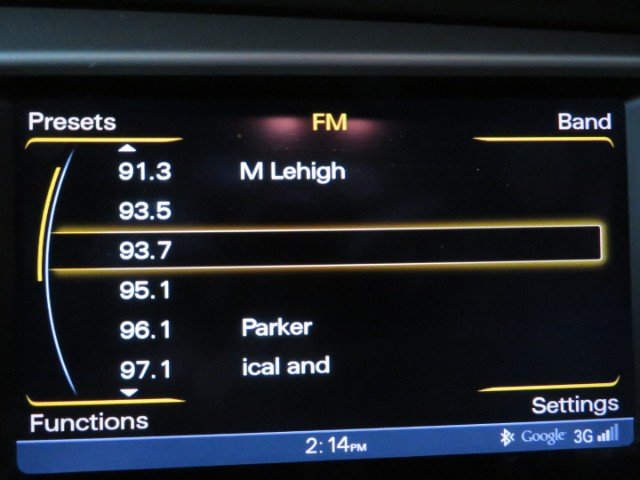 Presets FM Band
91.3 M Lehigh
93.5
93.7
95.1
96.1 Parker
97.1 ical and
Functions Settings
2:14PM Google 3G